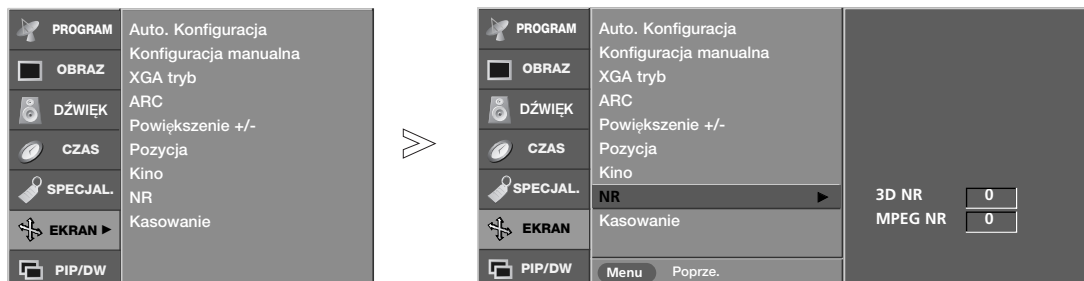 PROGRAM
OBRAZ
DŹWIĘK
CZAS
SPECJAL.
EKRAN ►
PIP/DW
Auto. Konfiguracja
Konfiguracja manualna
XGA tryb
ARC
Powiększenie +/-
Pozycja
Kino
NR
Kasowanie
PROGRAM
OBRAZ
DŹWIĘK
CZAS
SPECJAL.
EKRAN
PIP/DW
Auto. Konfiguracja
Konfiguracja manualna
XGA tryb
ARC
Powiększenie +/-
Pozycja
Kino
NR ►
Kasowanie
Menu Poprze.
3D NR 0
MPEG NR 0